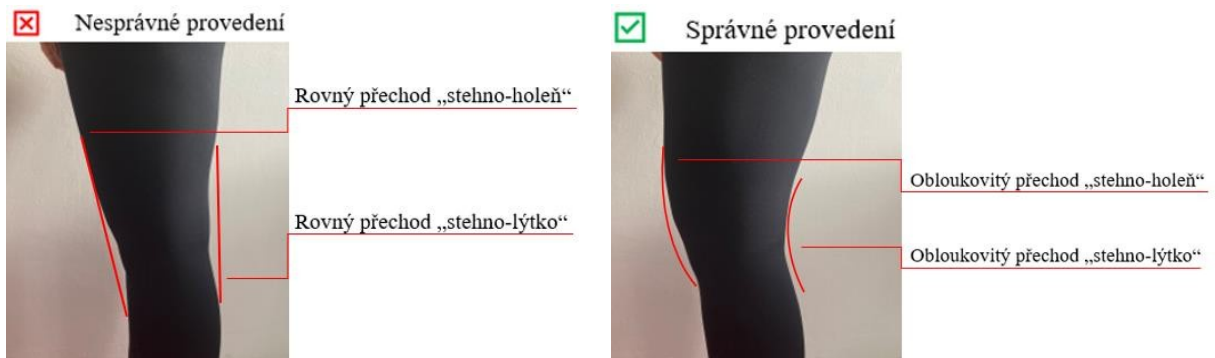 Nesprávné provedení
Rovný přechod „stehno-holeň“
Rovný přechod „stehno-lýtko“
Správné provedení
Obloukovitý přechod „stehno-holeň“
Obloukovitý přechod „stehno-lýtko“